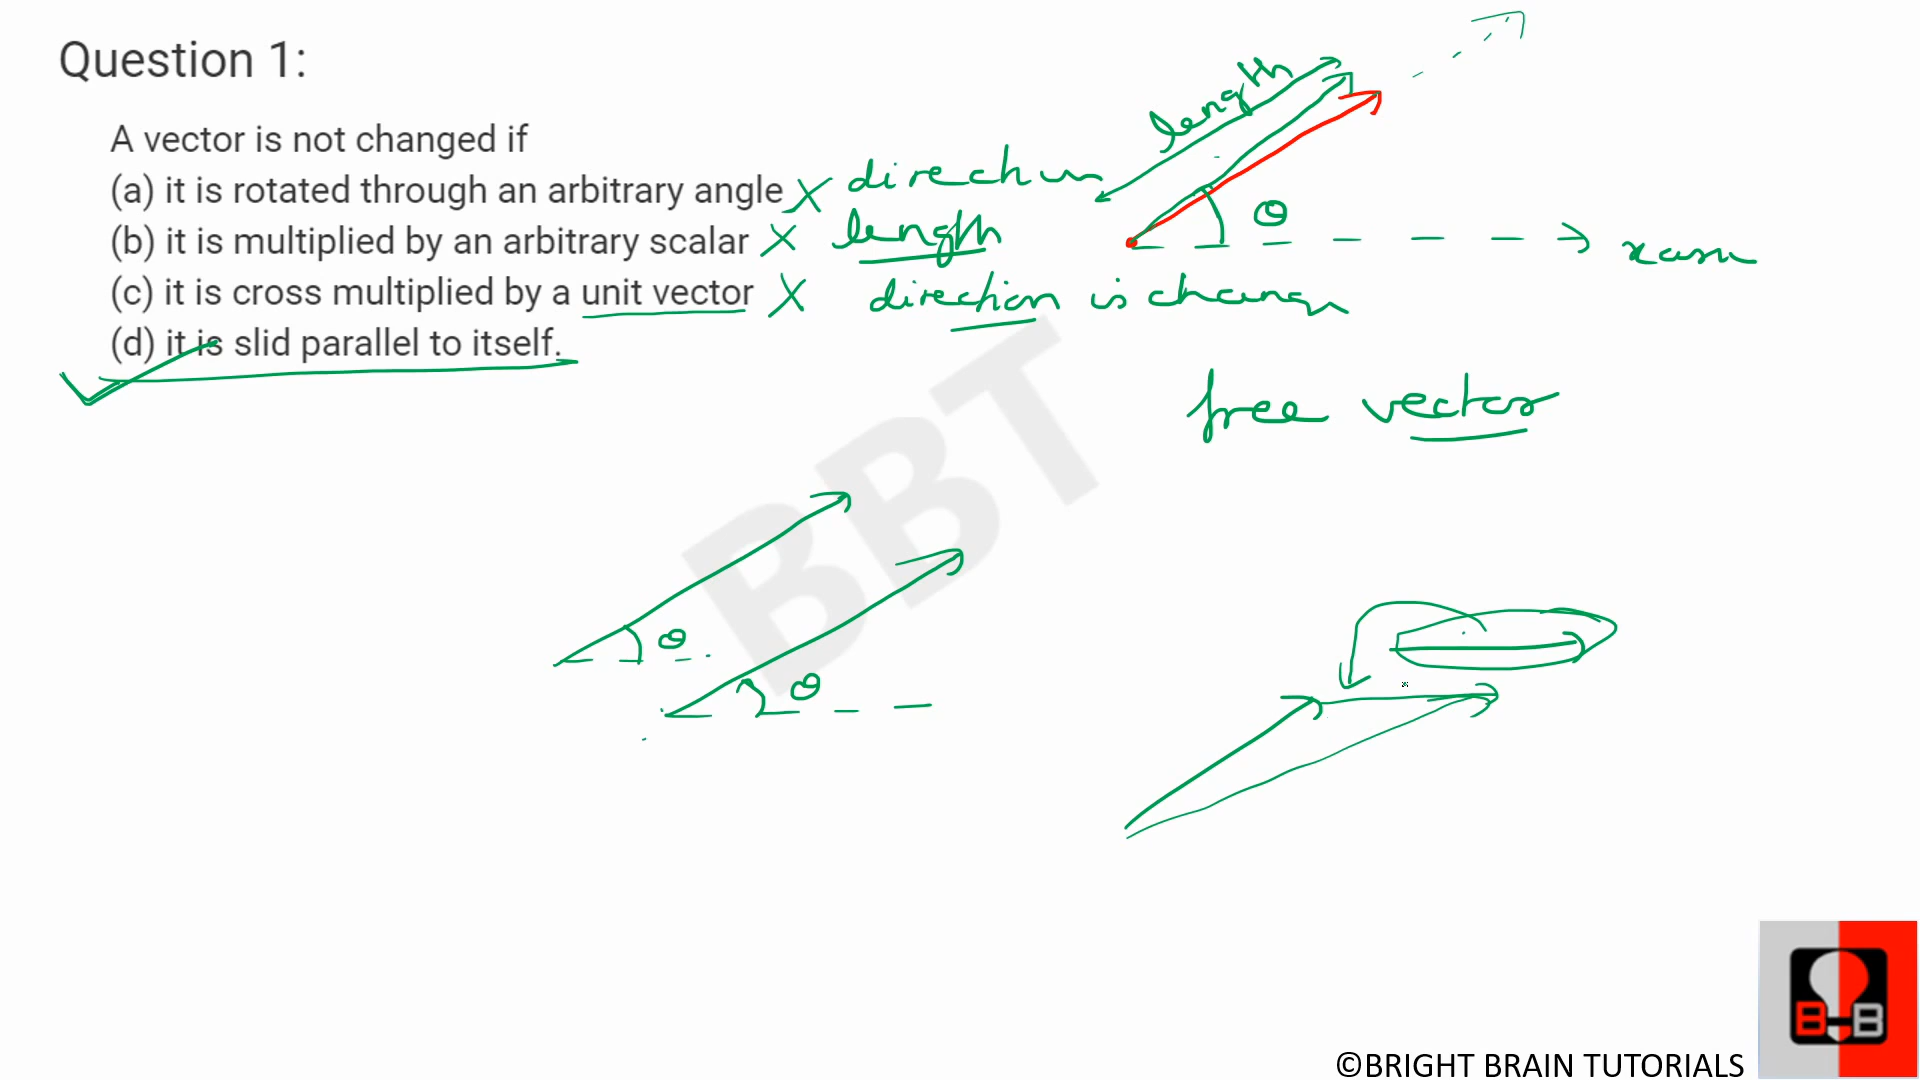 Question 1:
A vector is not changed if
(a) it is rotated through an arbitrary angle X direction
(b) it is multiplied by an arbitrary scalar X length
(c) it is cross multiplied by a unit vector X direction is
(d) it is slid parallel to itself.
length
θ
free vector
θ
θ
BBT
B B
©BRIGHT BRAIN TUTORIALS